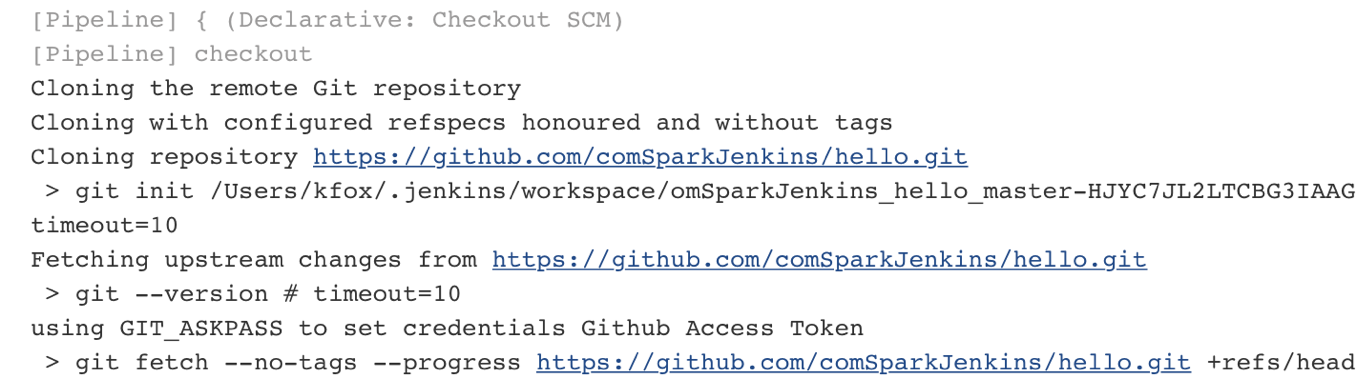 [Pipeline] { (Declarative: Checkout SCM)
[Pipeline] checkout
Cloning the remote Git repository
Cloning with configured refspecs honoured and without tags
Cloning repository https://github.com/comSparkJenkins/hello.git
> git init /Users/kfox/.jenkins/workspace/omSparkJenkins_hello_master-HJYC7JL2LTCBG3IAAG
timeout=10
Fetching upstream changes from https://github.com/comSparkJenkins/hello.git
> git --version # timeout=10
using GIT_ASKPASS to set credentials Github Access Token
> git fetch --no-tags --progress https://github.com/comSparkJenkins/hello.git +refs/head